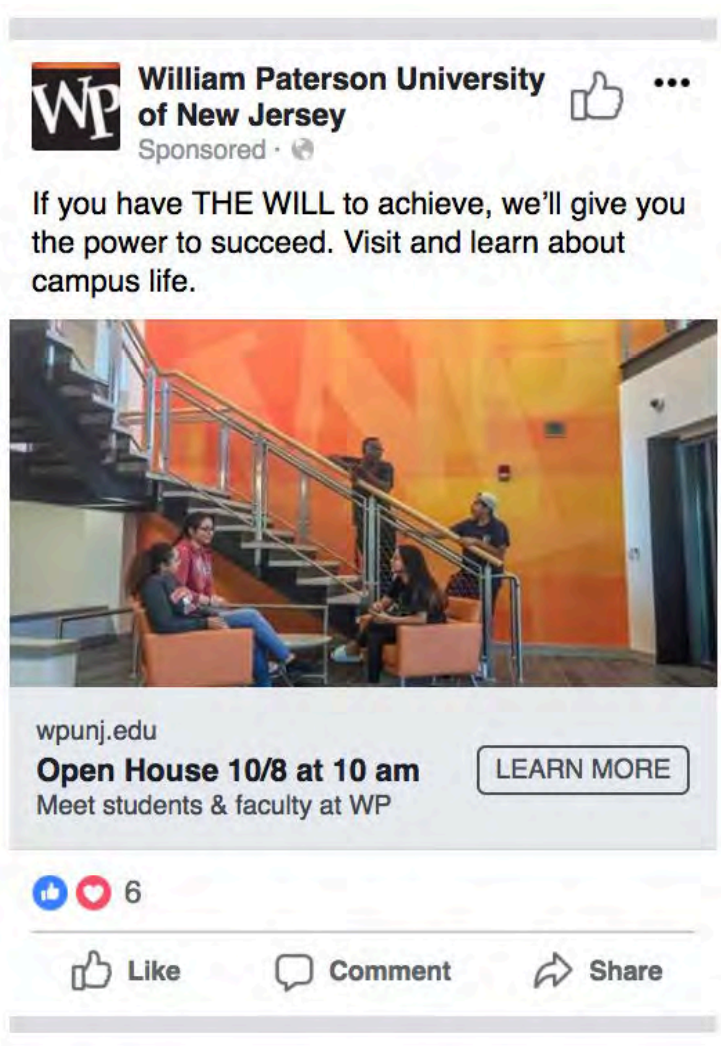 WP
William Paterson University
of New Jersey
Sponsored ·
If you have THE WILL to achieve, we'll give you
the power to succeed. Visit and learn about
campus life.
wpunj.edu
Open House 10/8 at 10 am
Meet students & faculty at WP
LEARN MORE
6
Like
Comment
Share